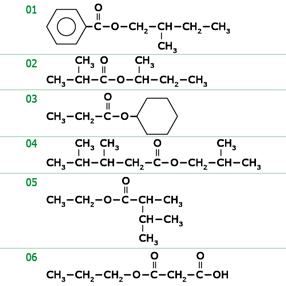 01
O
C—O—CH₂—CH—CH₂—CH₃
CH₃
02
CH₃ O CH₃
CH₃—CH—C—O—CH—CH₂—CH₃
03
O
CH₃—CH₂—C—O
04
CH₃ CH₃ O CH₃
CH₃—CH—CH—CH₂—C—O—CH₂—CH—CH₃
05
O
CH₃—CH₂—O—C—CH—CH₃
CH—CH₃
CH₃
06
O O
CH₃—CH₂—CH₂—O—C—CH₂—C—OH